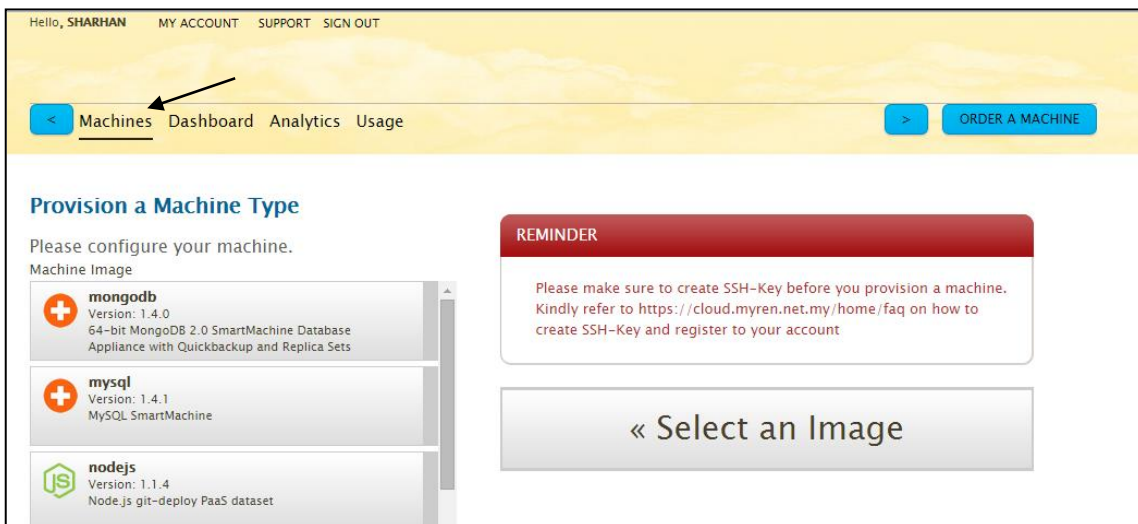 Hello, SHARHAN MY ACCOUNT SUPPORT SIGN OUT
< Machines Dashboard Analytics Usage > ORDER A MACHINE
Provision a Machine Type
Please configure your machine.
Machine Image
mongodb
Version: 1.4.0
64-bit MongoDB 2.0 SmartMachine Database
Appliance with Quickbackup and Replica Sets
mysql
Version: 1.4.1
MySQL SmartMachine
nodejs
JS
Version: 1.1.4
Node.js git-deploy PaaS dataset
REMINDER
Please make sure to create SSH-Key before you provision a machine.
Kindly refer to https://cloud.myren.net.my/home/faq on how to
create SSH-Key and register to your account
« Select an Image